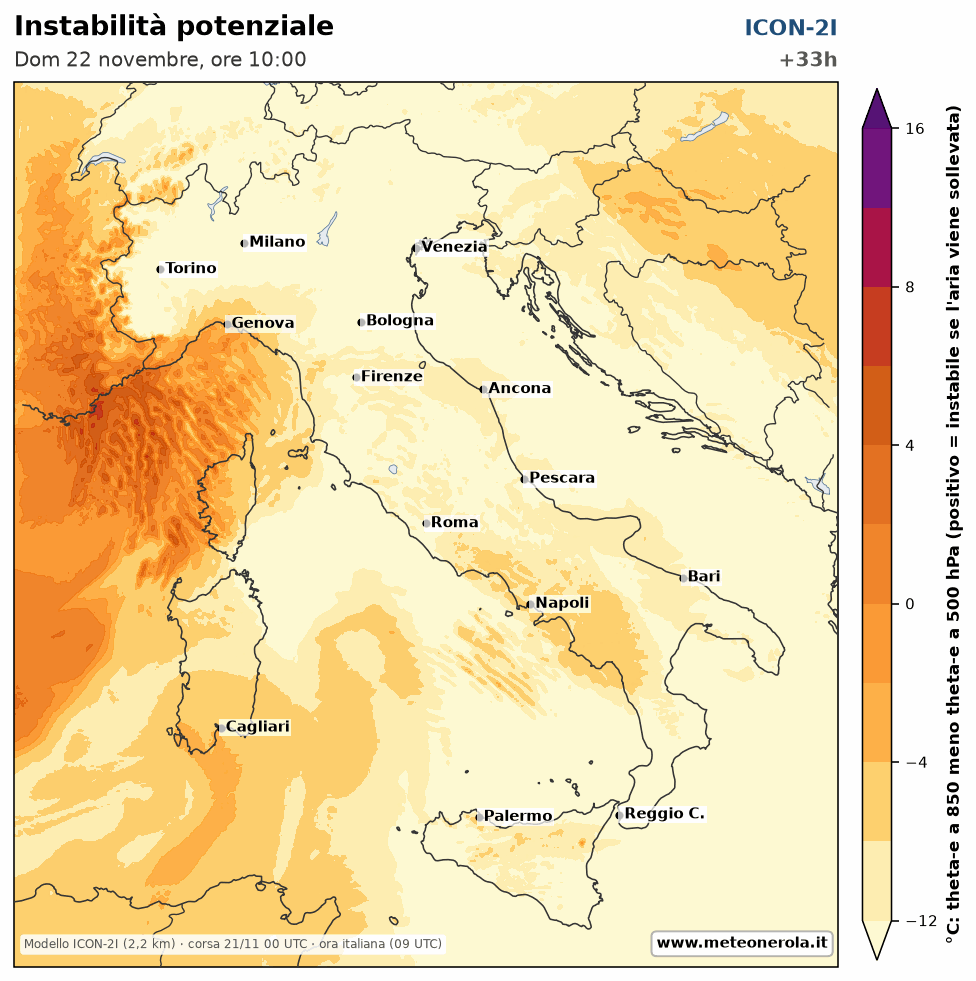 Instabilità potenziale
ICON-2I
Dom 22 novembre, ore 10:00
+33h
Milano
Venezia
Torino
Genova
Bologna
Firenze
Ancona
Pescara
Roma
Bari
Napoli
Cagliari
Palermo
Reggio C.
Modello ICON-2I (2,2 km) · corsa 21/11 00 UTC · ora italiana (09 UTC)
www.meteonerola.it
16
8
4
0
−4
−12
°C: theta-e a 850 meno theta-e a 500 hPa (positivo = instabile se l'aria viene sollevata)